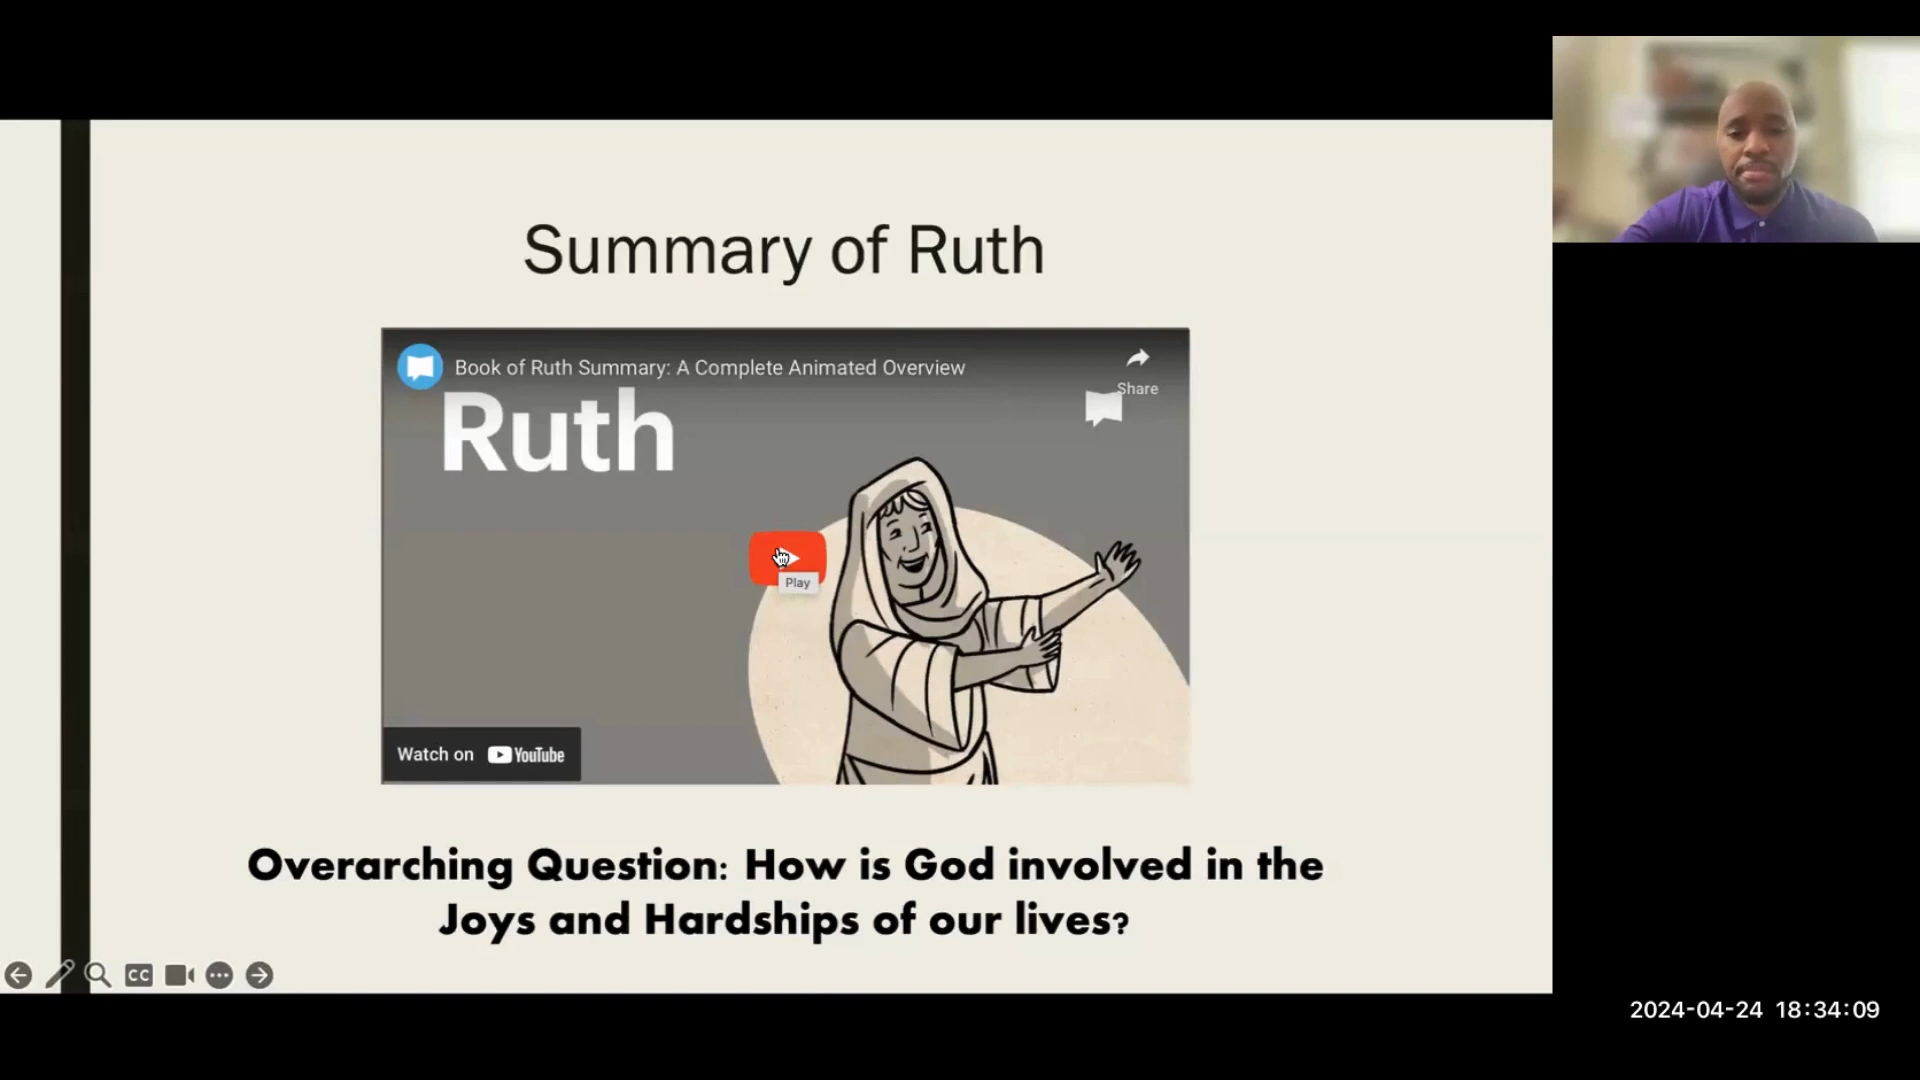 Summary of Ruth
Book of Ruth Summary: A Complete Animated Overview
Share
Ruth
Play
Watch on YouTube
Overarching Question: How is God involved in the
Joys and Hardships of our lives?
CC
2024-04-24 18:34:09